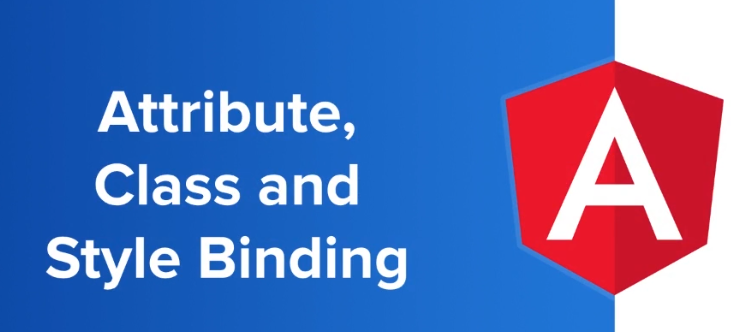 Attribute,
Class and
Style Binding
A